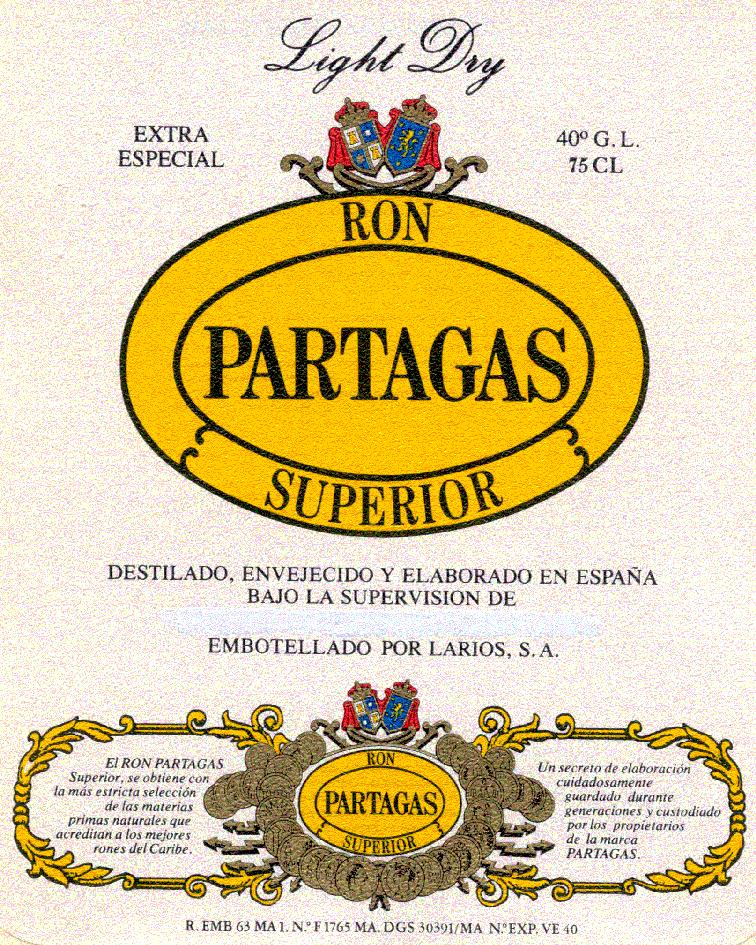 Light Dry
EXTRA
ESPECIAL
40º G.L.
75 CL
RON
PARTAGAS
SUPERIOR
DESTILADO, ENVEJECIDO Y ELABORADO EN ESPAÑA
BAJO LA SUPERVISION DE
EMBOTELLADO POR LARIOS, S.A.
El RON PARTAGAS
Superior, se obtiene con
la más estricta selección
de las materias
primas naturales que
acreditan a los mejores
rones del Caribe.
RON
PARTAGAS
SUPERIOR
Un secreto de elaboración
cuidadosamente
guardado durante
generaciones y custodiado
por los propietarios
de la marca
PARTAGAS.
R. EMB 63 MA 1. N.º F 1765 MA. DGS 30391/MA N.º EXP. VE 40